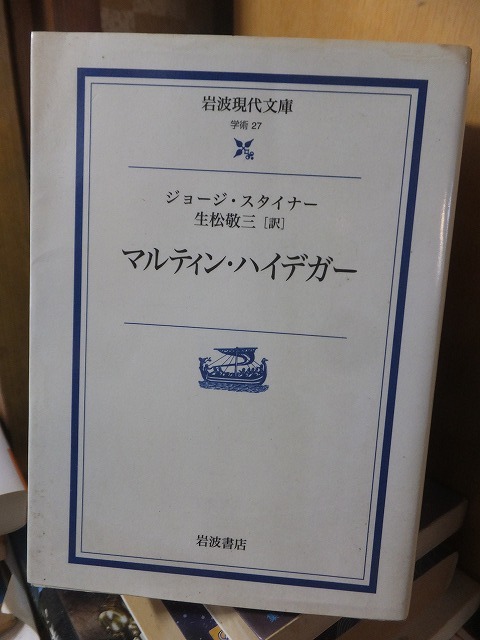 岩波現代文庫
学術 27
ジョージ・スタイナー
生松敬三[訳]
マルティン・ハイデガー
岩波書店